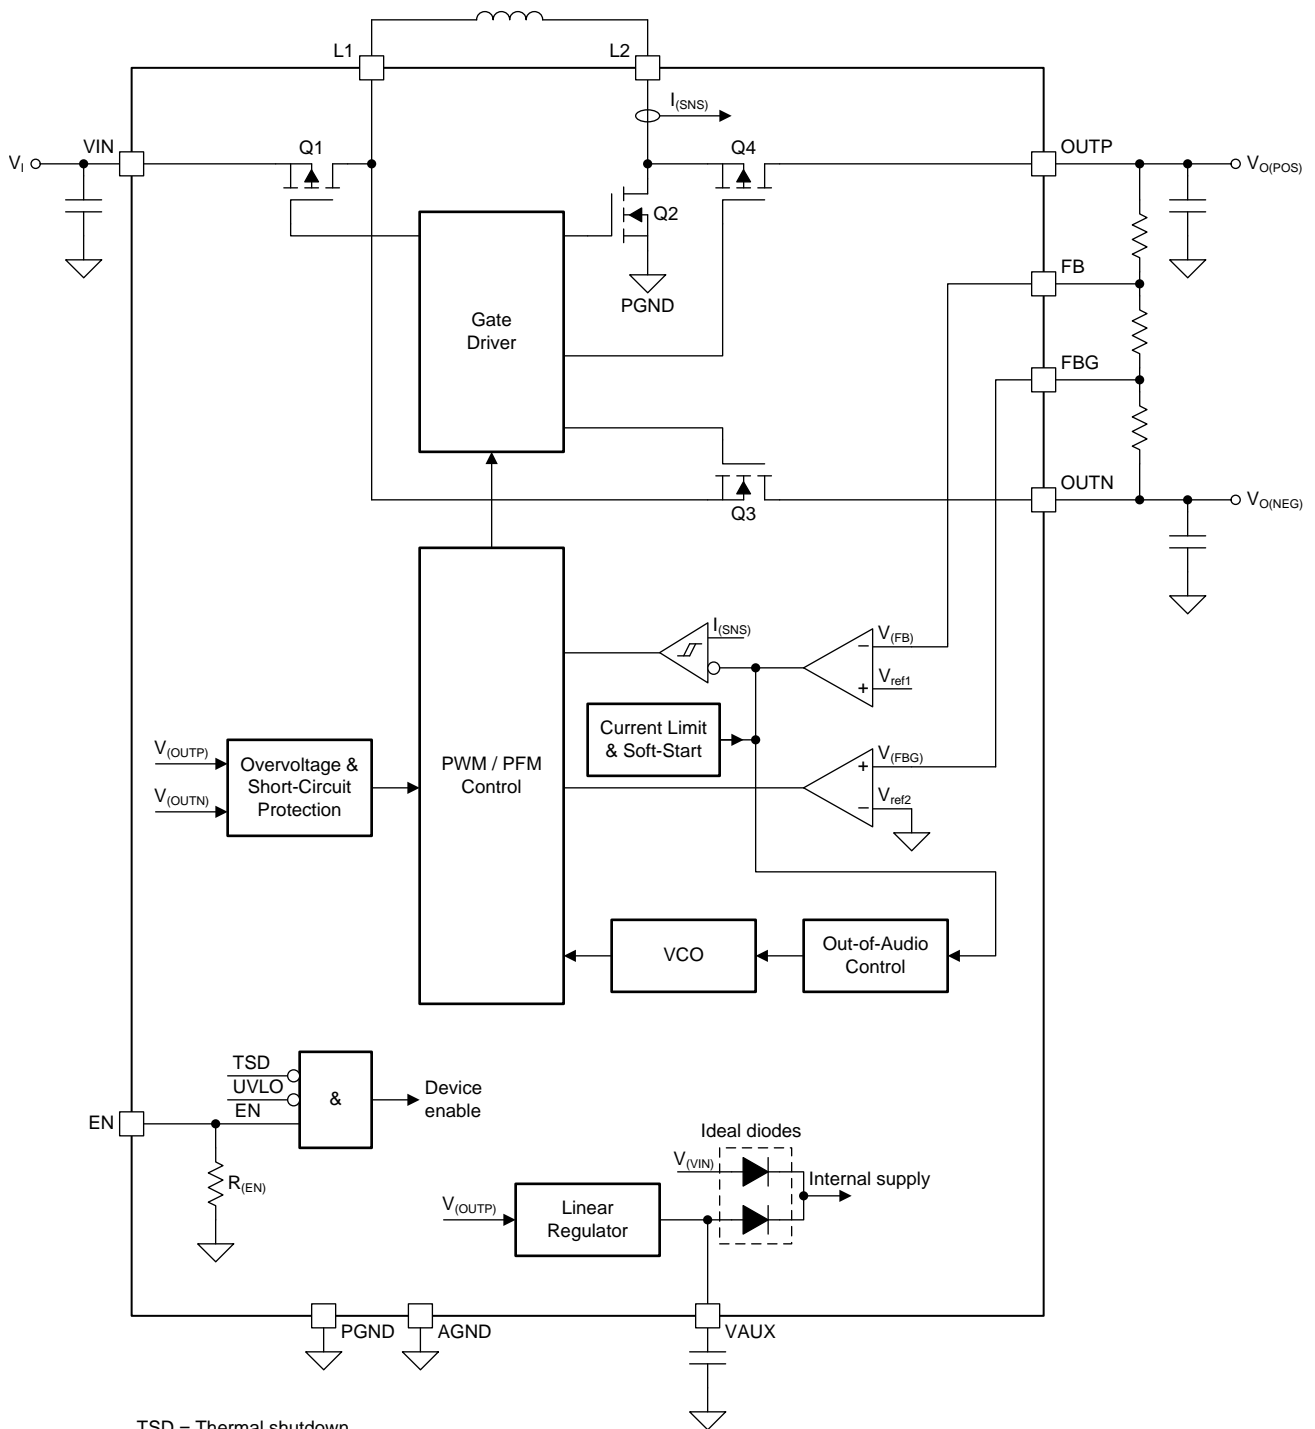 L1
L2
I(SNS)
VIN
Q1
Q4
OUTP
VI
VO(POS)
Q2
FB
PGND
Gate
Driver
FBG
OUTN
VO(NEG)
Q3
I(SNS)
V(FB)
−
Vref1
+
Current Limit
& Soft-Start
V(OUTP)
Overvoltage &
Short-Circuit
Protection
V(OUTN)
PWM / PFM
Control
V(FBG)
+
Vref2
−
VCO
Out-of-Audio
Control
TSD
UVLO
EN
EN
&
Device
enable
R(EN)
Ideal diodes
V(VIN)
Internal supply
V(OUTP)
Linear
Regulator
PGND
AGND
VAUX
TSD = Thermal shutdown